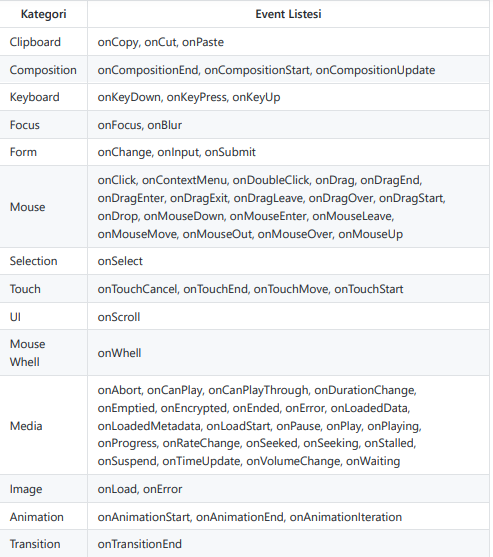 Kategori Event Listesi
Clipboard onCopy, onCut, onPaste
Composition onCompositionEnd, onCompositionStart, onCompositionUpdate
Keyboard onKeyDown, onKeyPress, onKeyUp
Focus onFocus, onBlur
Form onChange, onInput, onSubmit
Mouse
onClick, onContextMenu, onDoubleClick, onDrag, onDragEnd,
onDragEnter, onDragExit, onDragLeave, onDragOver, onDragStart,
onDrop, onMouseDown, onMouseEnter, onMouseLeave,
onMouseMove, onMouseOut, onMouseOver, onMouseUp
Selection onSelect
Touch onTouchCancel, onTouchEnd, onTouchMove, onTouchStart
UI onScroll
Mouse
Whell
onWhell
Media
onAbort, onCanPlay, onCanPlayThrough, onDurationChange,
onEmptied, onEncrypted, onEnded, onError, onLoadedData,
onLoadedMetadata, onLoadStart, onPause, onPlay, onPlaying,
onProgress, onRateChange, onSeeked, onSeeking, onStalled,
onSuspend, onTimeUpdate, onVolumeChange, onWaiting
Image onLoad, onError
Animation onAnimationStart, onAnimationEnd, onAnimationIteration
Transition onTransitionEnd